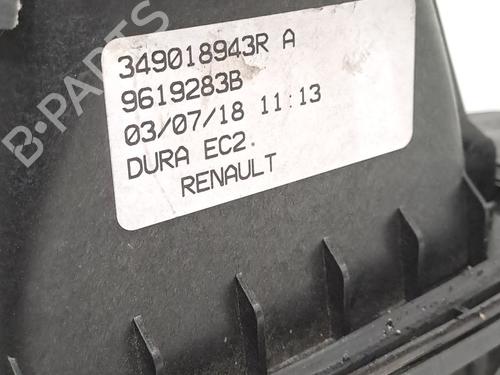 349018943R A
9619283B
03/07/18 11:13
DURA EC2.
RENAULT
B-PARTS